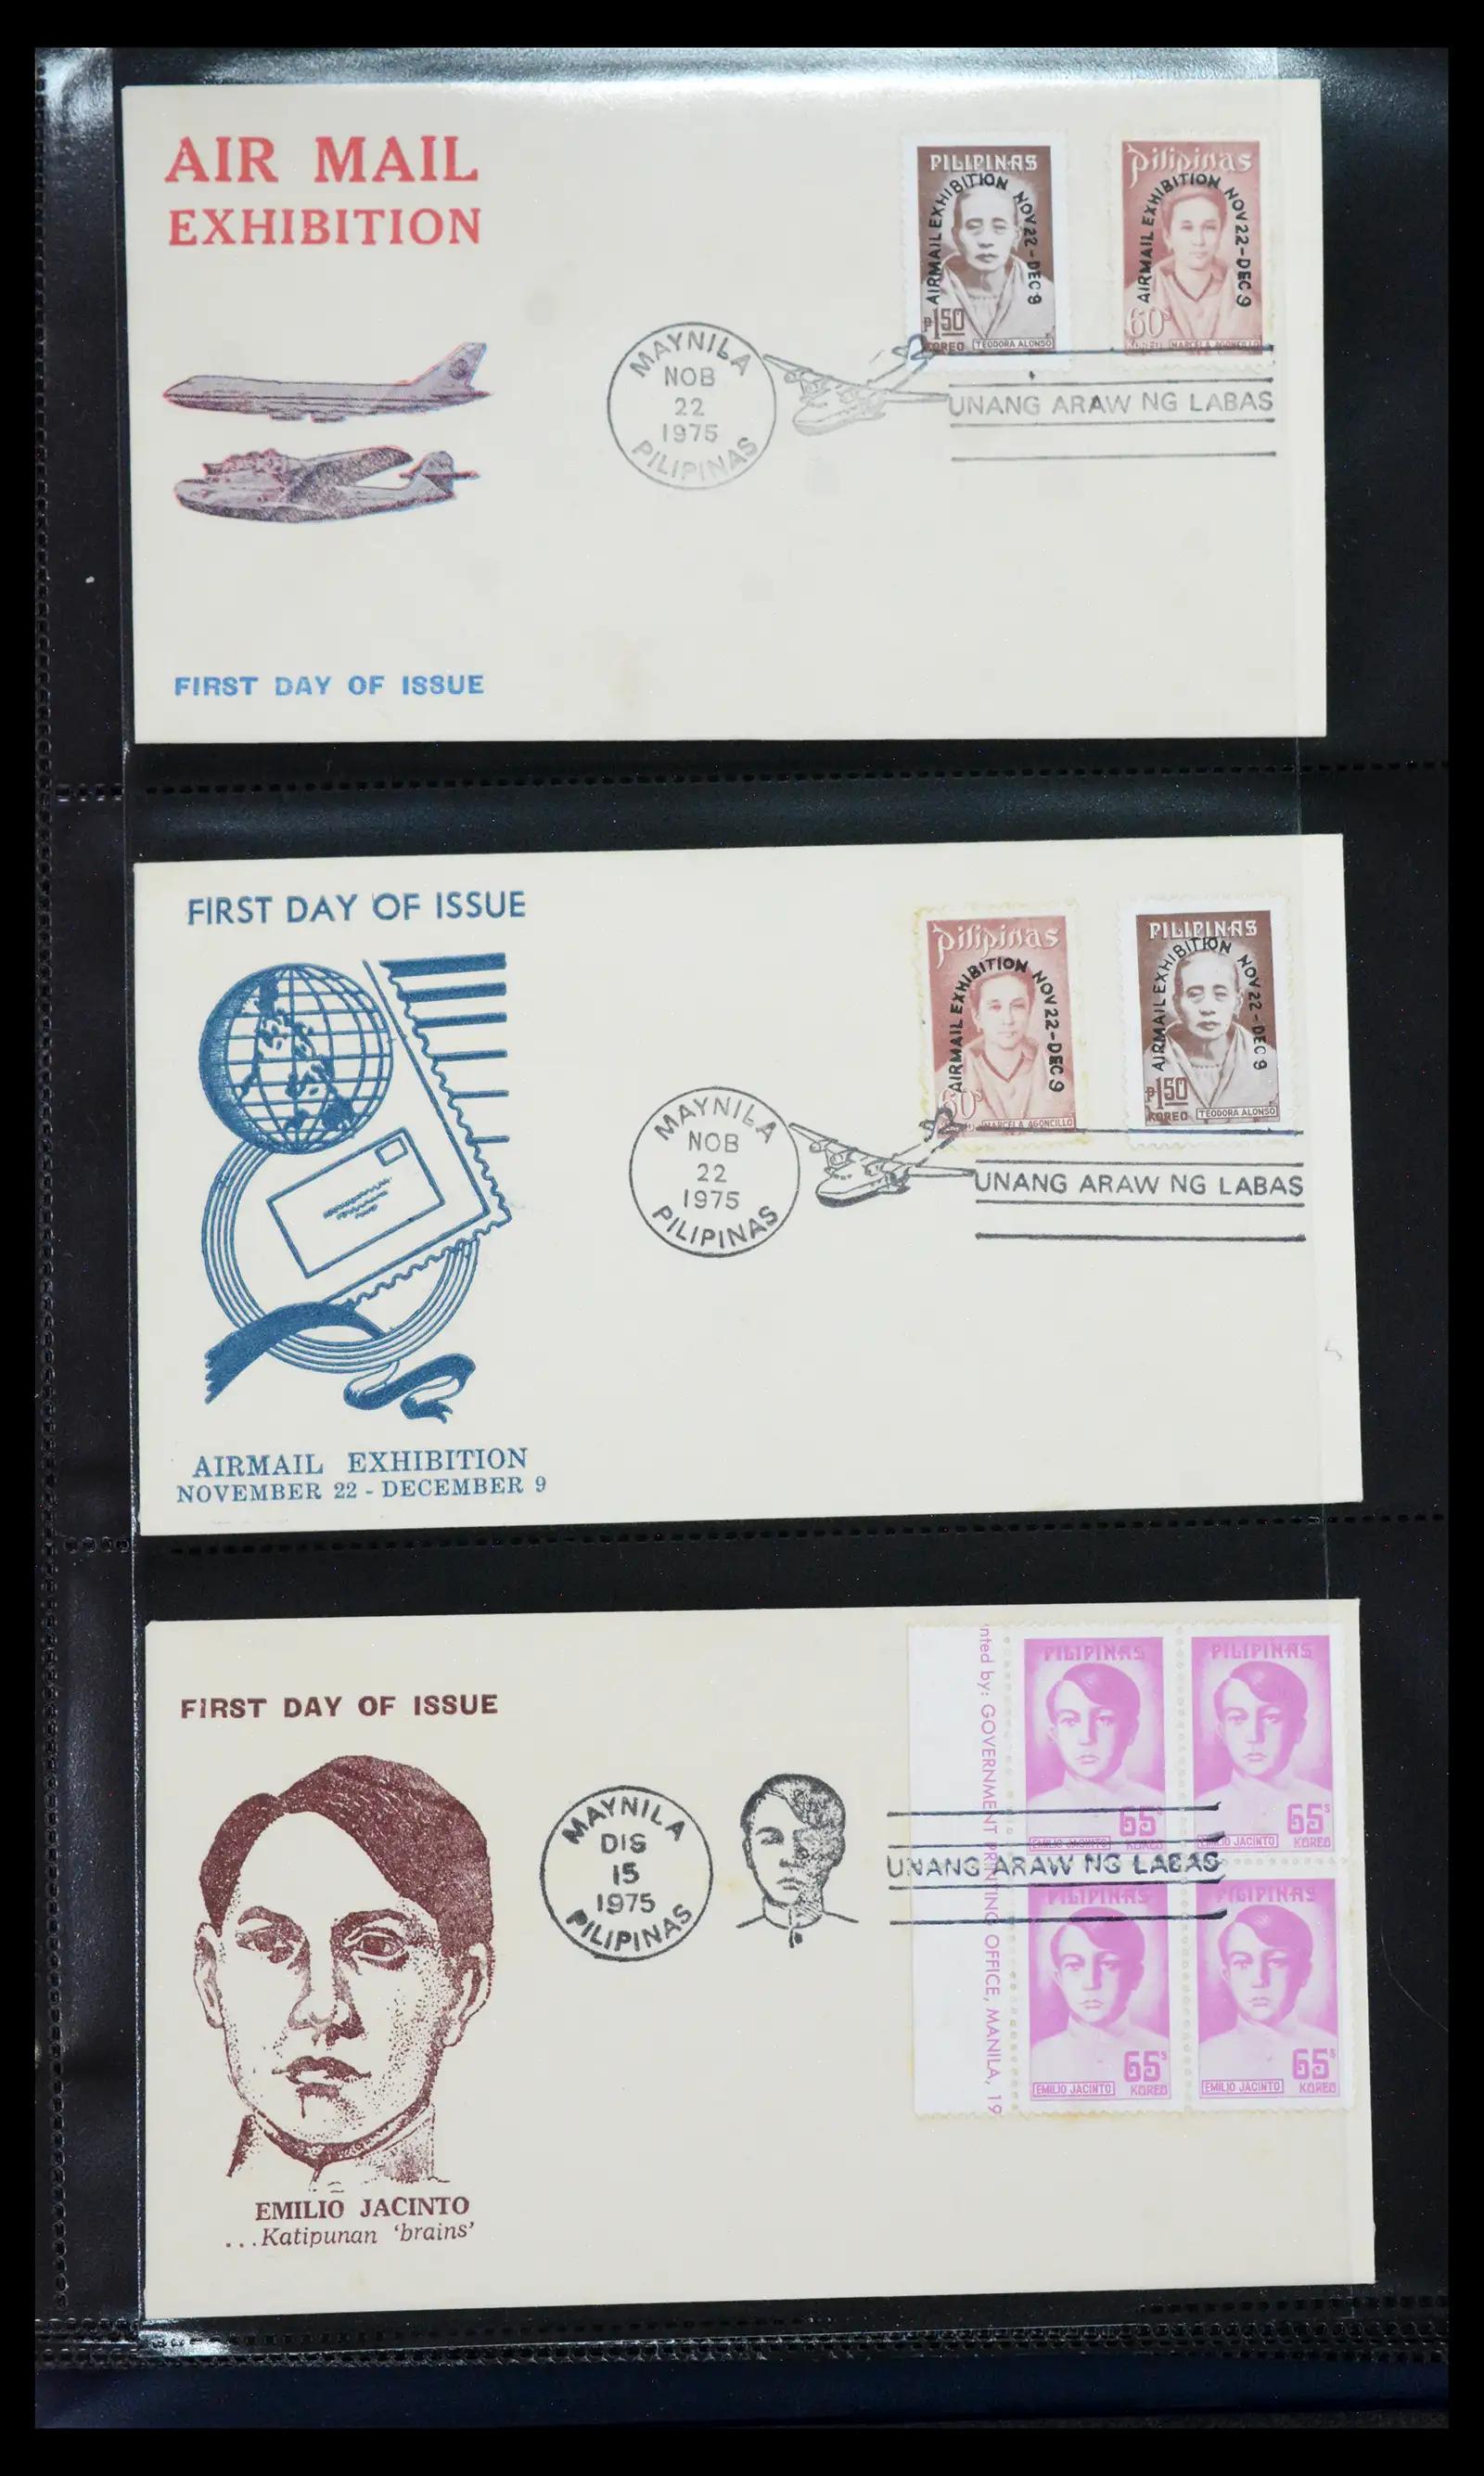 AIR MAIL
EXHIBITION
PILIPINAS
AIRMAIL EXHIBITION NOV 22 - DEC 9
P1.50
KOREO TEODORA ALONSO
Pilipinas
AIRMAIL EXHIBITION NOV 22 - DEC 9
60s
MARCELA AGONCILLO
MAYNILA
NOB
22
1975
PILIPINAS
UNANG ARAW NG LABAS
FIRST DAY OF ISSUE
FIRST DAY OF ISSUE
Pilipinas
AIRMAIL EXHIBITION NOV 22 - DEC 9
60s
MARCELA AGONCILLO
PILIPINAS
AIRMAIL EXHIBITION NOV 22 - DEC 9
P1.50
KOREO TEODORA ALONSO
MAYNILA
NOB
22
1975
PILIPINAS
UNANG ARAW NG LABAS
AIRMAIL EXHIBITION
NOVEMBER 22 - DECEMBER 9
FIRST DAY OF ISSUE
nted by: GOVERNMENT PRINTING OFFICE, MANILA, 19
PILIPINAS
65s
EMILIO JACINTO KOREO
PILIPINAS
65s
EMILIO JACINTO KOREO
MAYNILA
DIS
15
1975
PILIPINAS
UNANG ARAW NG LABAS
PILIPINAS
65s
EMILIO JACINTO KOREO
PILIPINAS
65s
EMILIO JACINTO KOREO
EMILIO JACINTO
...Katipunan 'brains'